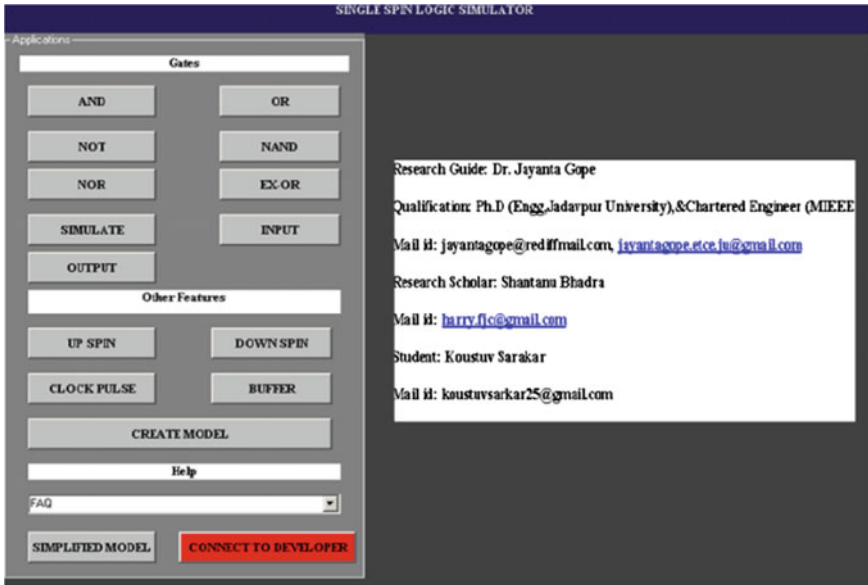 SINGLE SPIN LOGIC SIMULATOR
Applications
Gates
AND
OR
NOT
NAND
NOR
EX-OR
SIMULATE
INPUT
OUTPUT
Other Features
UP SPIN
DOWN SPIN
CLOCK PULSE
BUFFER
CREATE MODEL
Help
FAQ
SIMPLIFIED MODEL
CONNECT TO DEVELOPER
Research Guide: Dr. Jayanta Gope
Qualification: Ph.D (Engg,Jadavpur University),&Chartered Engineer (MIEEE
Mail id: jayantagope@rediffmail.com, jayantagope.etce.ju@gmail.com
Research Scholar: Shantanu Bhadra
Mail id: harry.fjc@gmail.com
Student: Koustuv Sarakar
Mail id: koustuvsarkar25@gmail.com